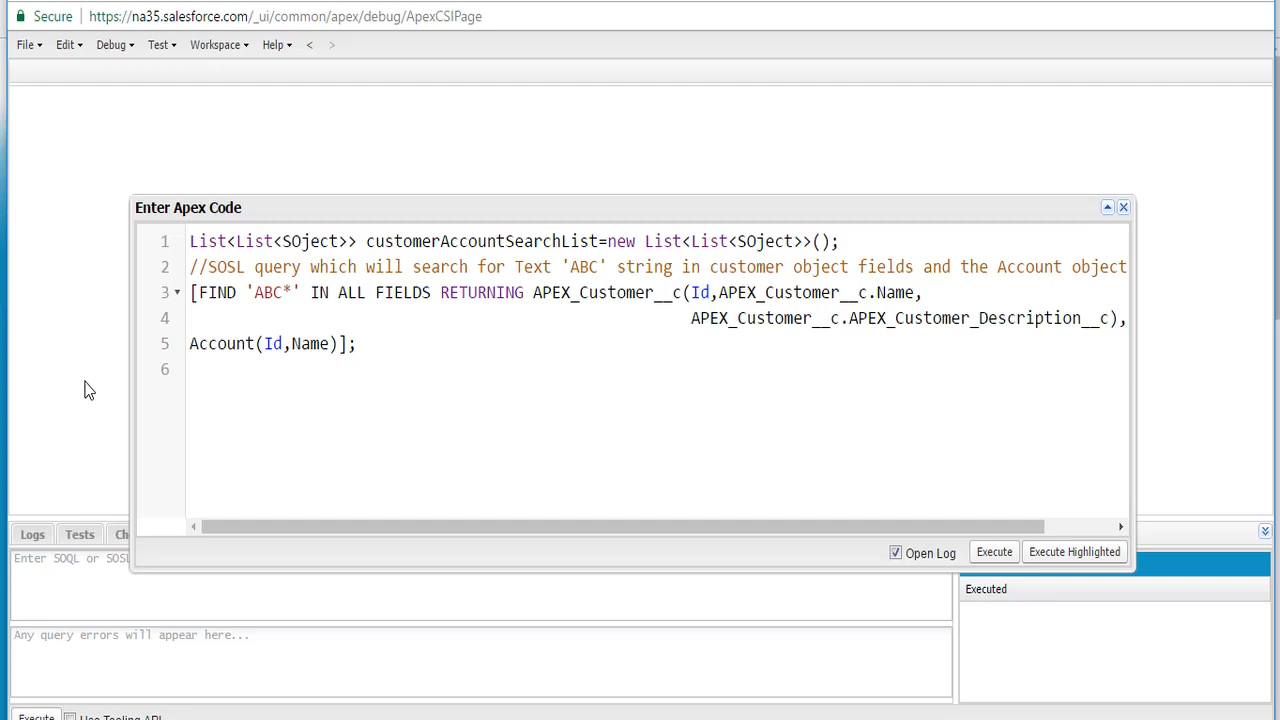 Secure https://na35.salesforce.com/_ui/common/apex/debug/ApexCSIPage
File Edit Debug Test Workspace Help < >
Enter Apex Code
1 List<List<SOject>> customerAccountSearchList=new List<List<SOject>>();
2 //SOSL query which will search for Text 'ABC' string in customer object fields and the Account object
3 [FIND 'ABC*' IN ALL FIELDS RETURNING APEX_Customer__c(Id,APEX_Customer__c.Name,
4 APEX_Customer__c.APEX_Customer_Description__c),
5 Account(Id,Name)];
6
Open Log Execute Execute Highlighted
Logs Tests Ch
Enter SOQL or SOSL
Executed
Any query errors will appear here...
Execute Use Tooling API